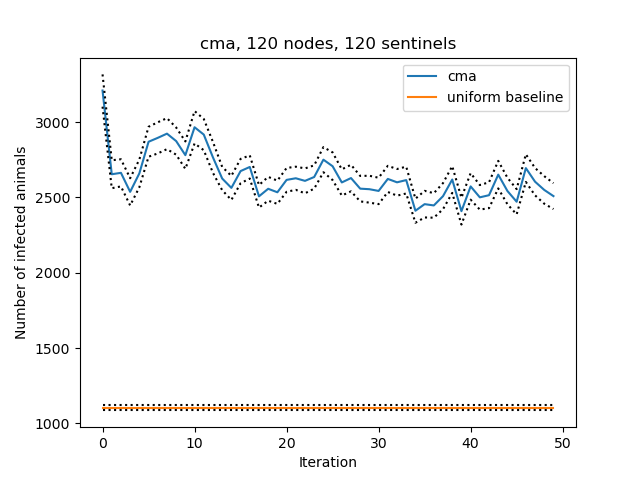 cma, 120 nodes, 120 sentinels
cma
uniform baseline
Number of infected animals
3000
2500
2000
1500
1000
0
10
20
30
40
50
Iteration